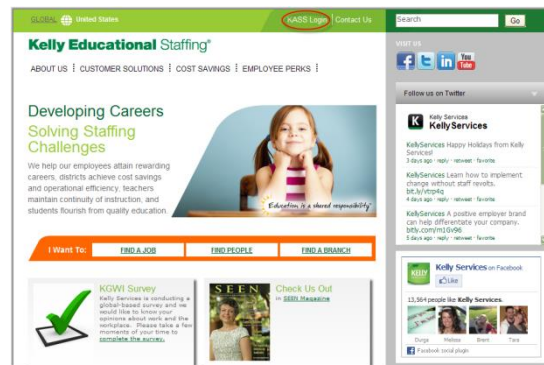 GLOBAL United States
KASS Login Contact Us
Search Go
Kelly Educational Staffing®
ABOUT US CUSTOMER SOLUTIONS COST SAVINGS EMPLOYEE PERKS
Developing Careers
Solving Staffing
Challenges
We help our employees attain rewarding
careers, districts achieve cost savings
and operational efficiency, teachers
maintain continuity of instruction, and
students flourish from quality education.
Education is a shared responsibility
I Want To: FIND A JOB FIND PEOPLE FIND A BRANCH
KGWI Survey
Kelly Services is conducting a
global-based survey and we
would like to know your
opinions about work and the
workplace. Please take a few
moments of your time to
complete the survey.
SEEN
Check Us Out
in SEEN Magazine
VISIT US
f t in You Tube
Follow us on Twitter
K Kelly Services
KellyServices
KellyServices Happy Holidays from Kelly
Services!
3 days ago · reply · retweet · favorite
KellyServices Learn how to implement
change without staff revolts.
bit.ly/vtrp4q
4 days ago · reply · retweet · favorite
KellyServices A positive employer brand
can help differentiate your company.
bitly.com/m1Gv96
5 days ago · reply · retweet · favorite
KELLY
Kelly Services on Facebook
Like
13,564 people like Kelly Services.
Durga Melissa Brent Tara
Facebook social plugin